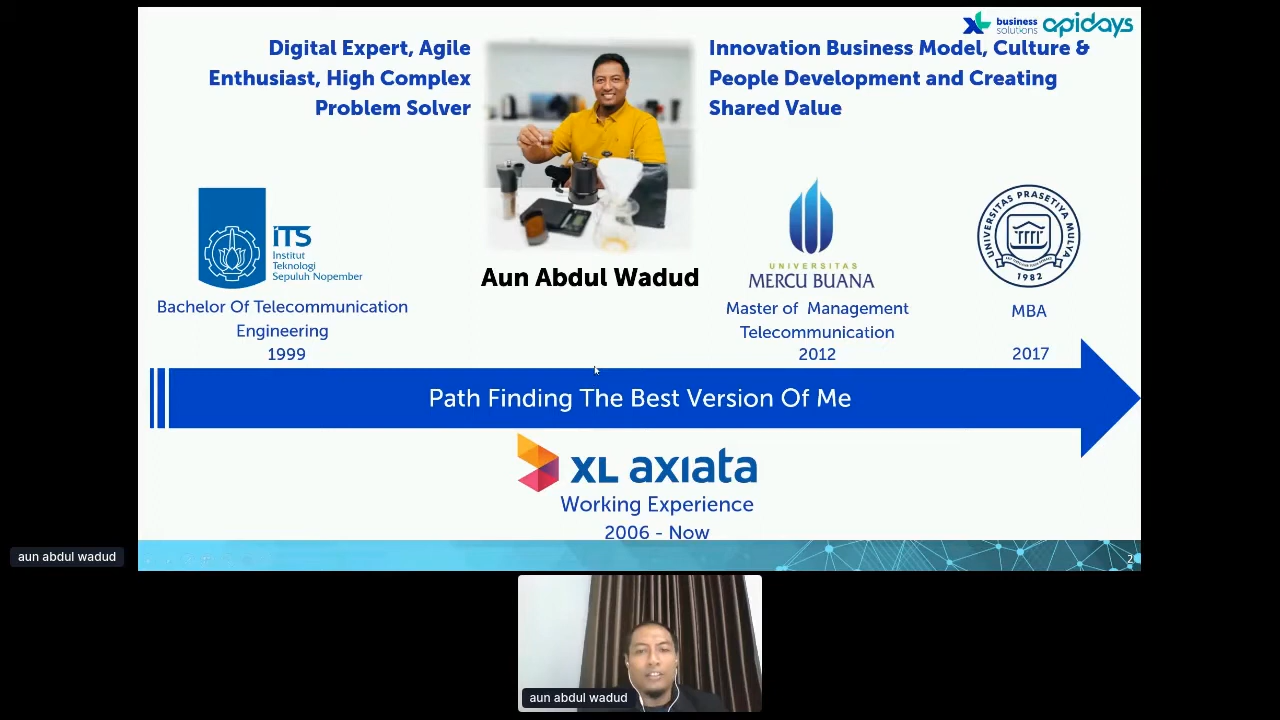 XL business solutions apidays
Digital Expert, Agile
Enthusiast, High Complex
Problem Solver
Innovation Business Model, Culture &
People Development and Creating
Shared Value
iTS
Institut
Teknologi
Sepuluh Nopember
Bachelor Of Telecommunication
Engineering
1999
Aun Abdul Wadud
UNIVERSITAS
MERCU BUANA
Master of Management
Telecommunication
2012
UNIVERSITAS PRASETIYA MULYA
1982
MBA
2017
Path Finding The Best Version Of Me
XL axiata
Working Experience
2006 - Now
2
aun abdul wadud
aun abdul wadud